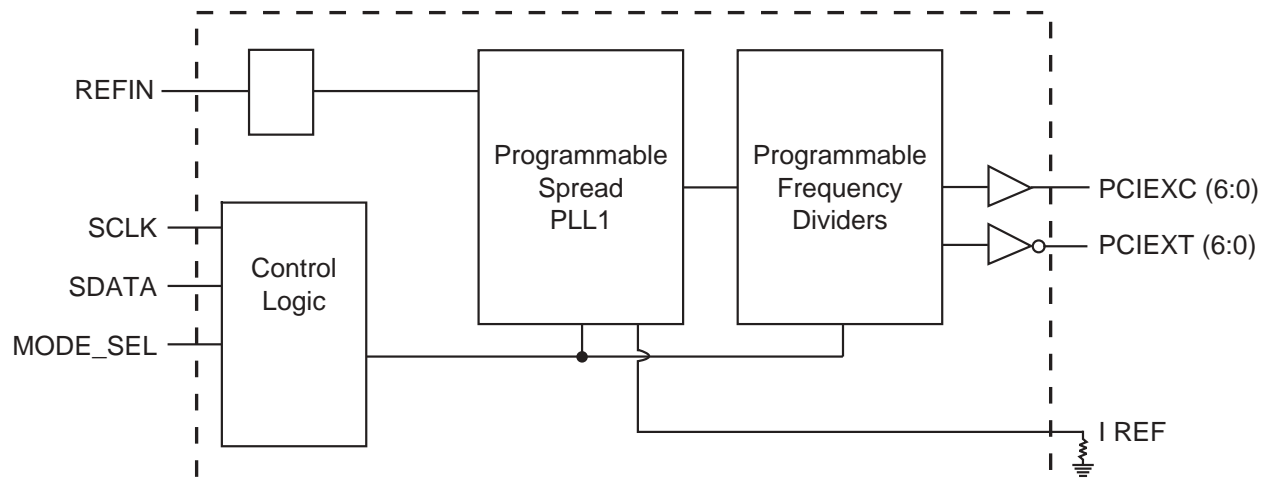 REFIN
SCLK
SDATA
MODE_SEL
Control
Logic
Programmable
Spread
PLL1
Programmable
Frequency
Dividers
PCIEXC (6:0)
PCIEXT (6:0)
I REF